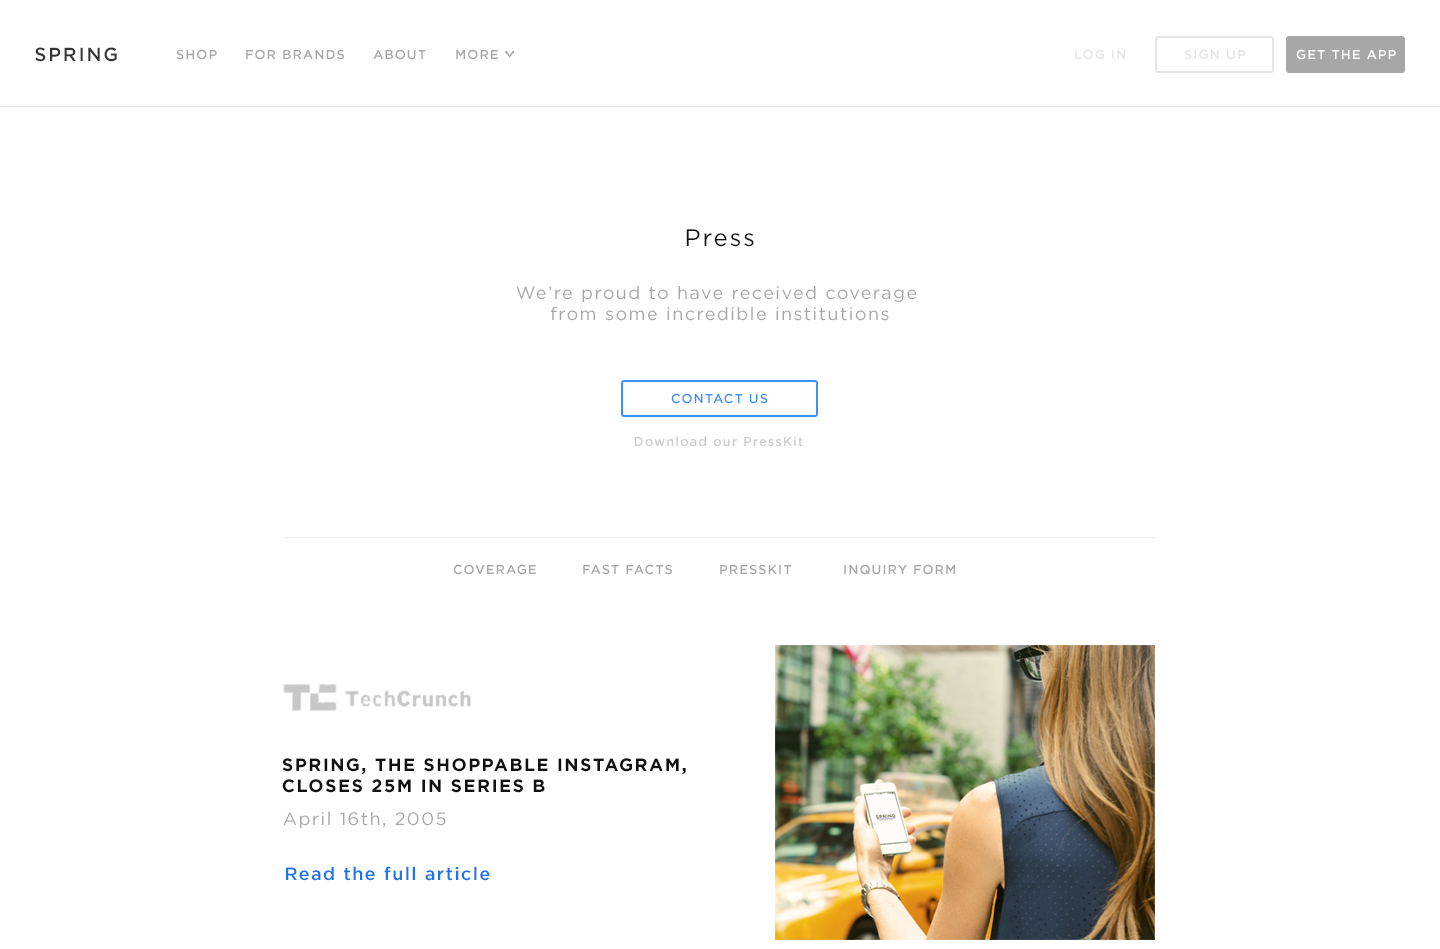 SPRING SHOP FOR BRANDS ABOUT MORE LOG IN SIGN UP GET THE APP
Press
We're proud to have received coverage
from some incredible institutions
CONTACT US
Download our PressKit
COVERAGE FAST FACTS PRESSKIT INQUIRY FORM
TC TechCrunch
SPRING, THE SHOPPABLE INSTAGRAM,
CLOSES 25M IN SERIES B
April 16th, 2005
Read the full article
SPRING